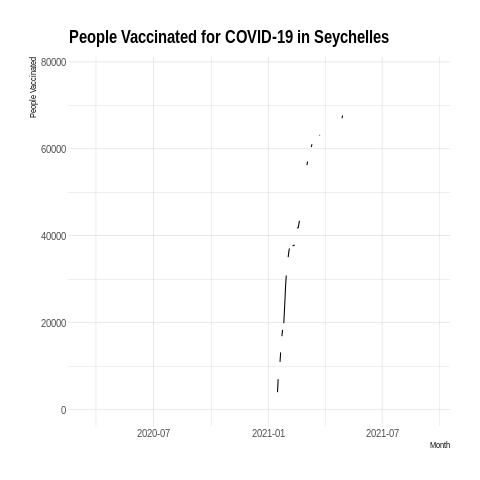 People Vaccinated for COVID-19 in Seychelles
People Vaccinated
80000
60000
40000
20000
0
2020-07 2021-01 2021-07
Month